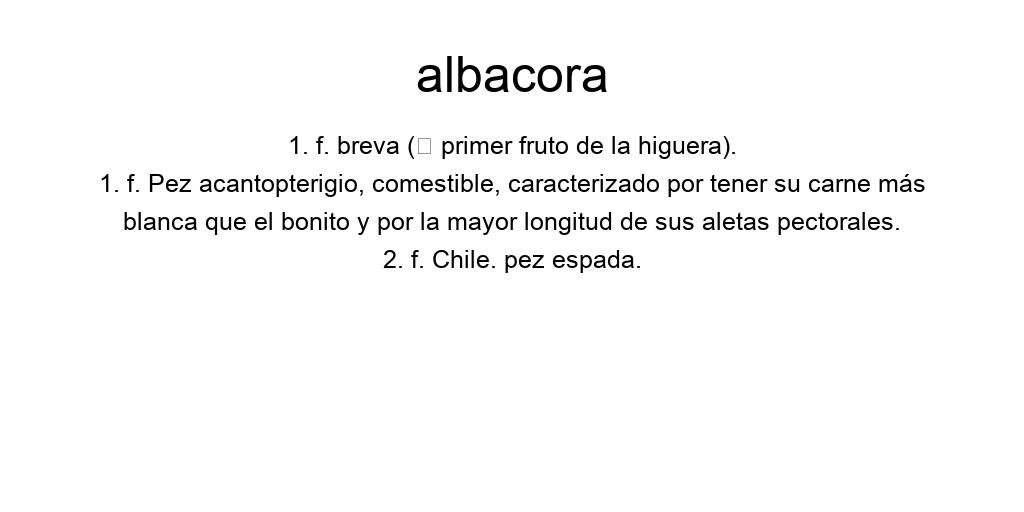 albacora
1. f. breva (□ primer fruto de la higuera).
1. f. Pez acantopterigio, comestible, caracterizado por tener su carne más
blanca que el bonito y por la mayor longitud de sus aletas pectorales.
2. f. Chile. pez espada.